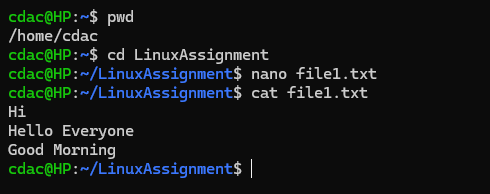 cdac@HP:~$ pwd
/home/cdac
cdac@HP:~$ cd LinuxAssignment
cdac@HP:~/LinuxAssignment$ nano file1.txt
cdac@HP:~/LinuxAssignment$ cat file1.txt
Hi
Hello Everyone
Good Morning
cdac@HP:~/LinuxAssignment$